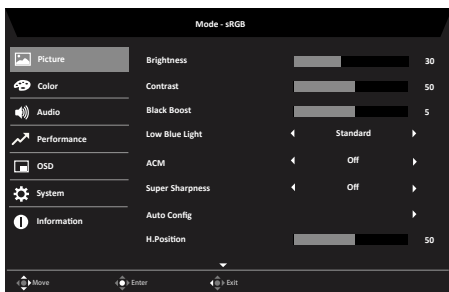 Mode - sRGB
Picture
Color
Audio
Performance
OSD
System
Information
Brightness 30
Contrast 50
Black Boost 5
Low Blue Light Standard
ACM Off
Super Sharpness Off
Auto Config
H.Position 50
Move Enter Exit